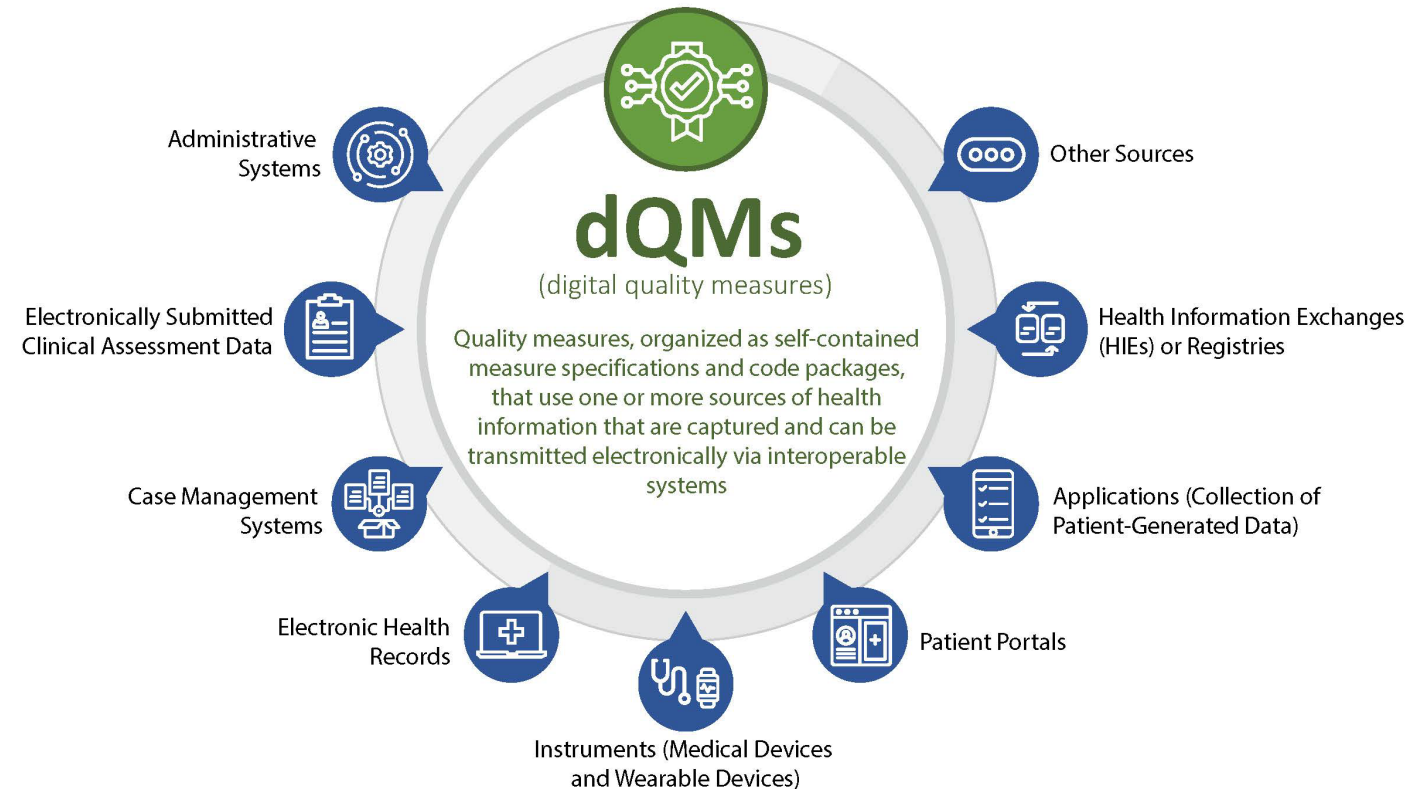 dQMs
(digital quality measures)
Quality measures, organized as self-contained
measure specifications and code packages,
that use one or more sources of health
information that are captured and can be
transmitted electronically via interoperable
systems
Administrative
Systems
Electronically Submitted
Clinical Assessment Data
Case Management
Systems
Electronic Health
Records
Instruments (Medical Devices
and Wearable Devices)
Patient Portals
Applications (Collection of
Patient-Generated Data)
Health Information Exchanges
(HIEs) or Registries
Other Sources